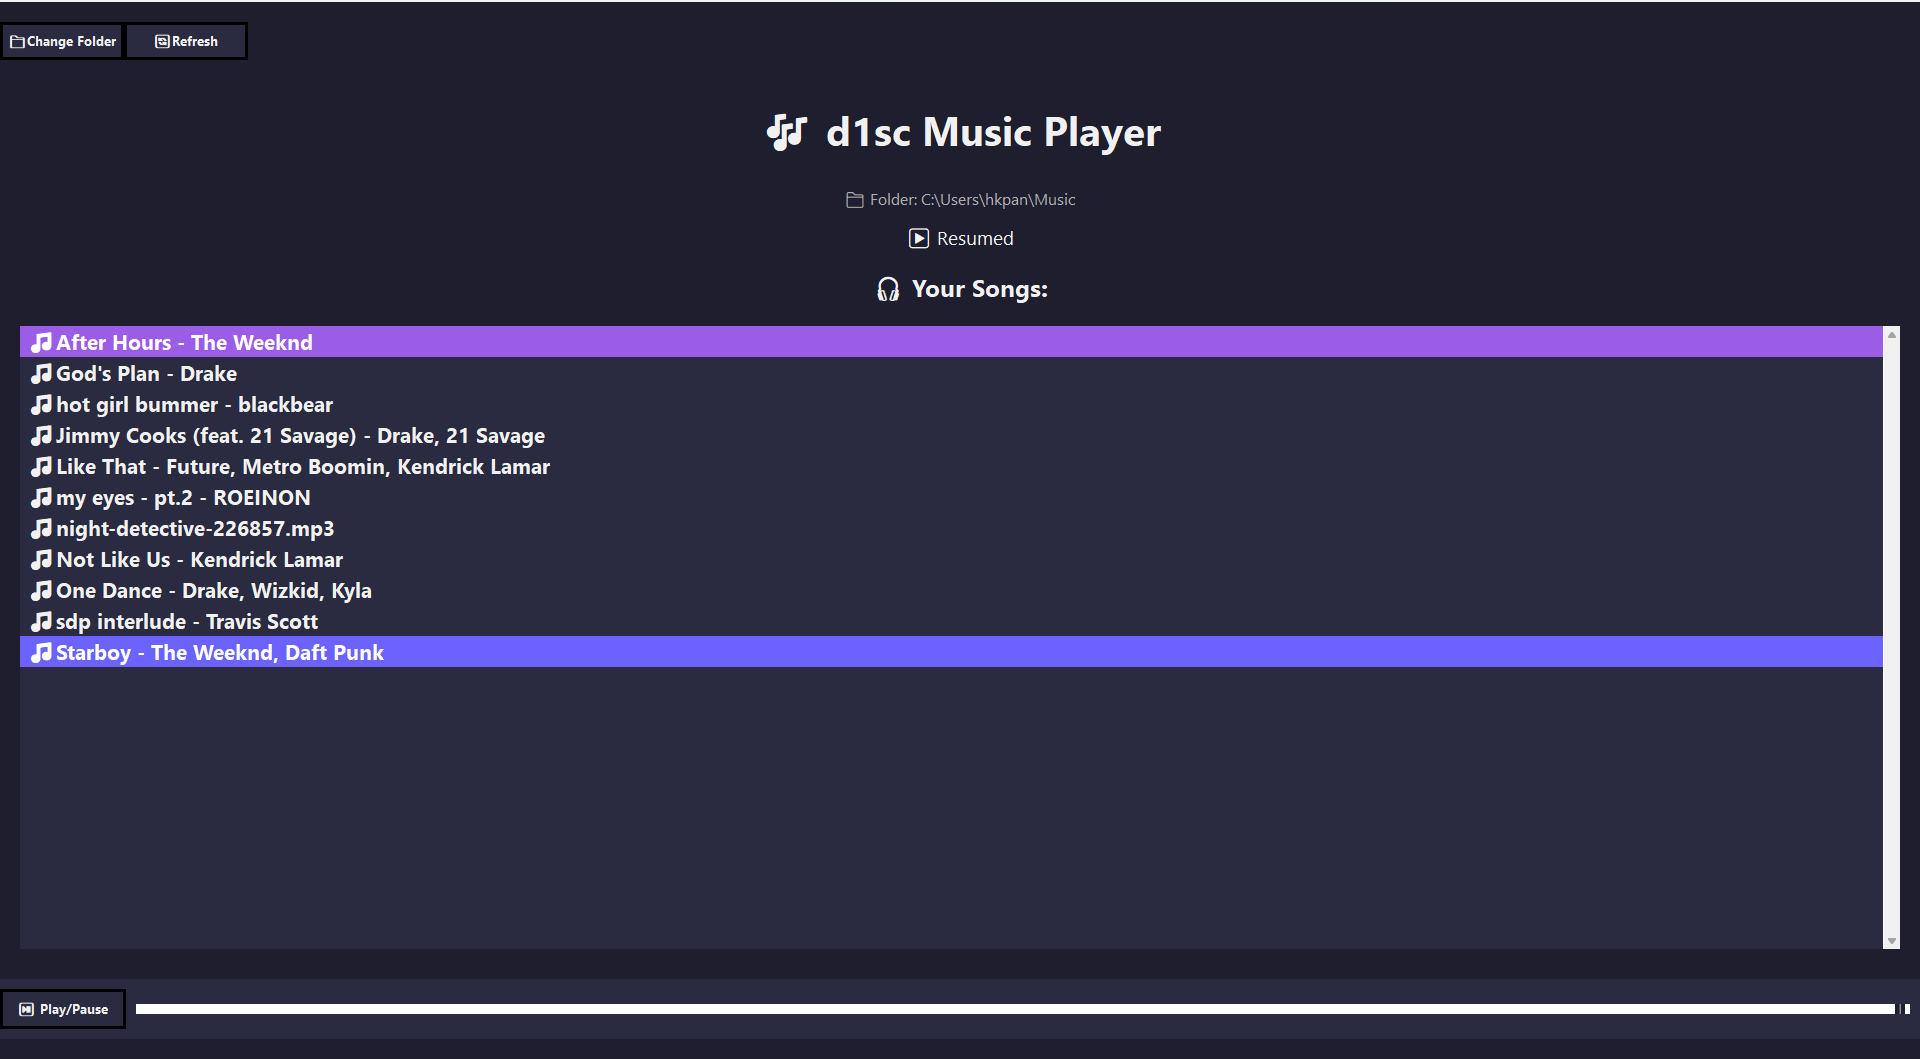 Change Folder Refresh
d1sc Music Player
Folder: C:\Users\hkpan\Music
Resumed
Your Songs:
After Hours - The Weeknd
God's Plan - Drake
hot girl bummer - blackbear
Jimmy Cooks (feat. 21 Savage) - Drake, 21 Savage
Like That - Future, Metro Boomin, Kendrick Lamar
my eyes - pt.2 - ROEINON
night-detective-226857.mp3
Not Like Us - Kendrick Lamar
One Dance - Drake, Wizkid, Kyla
sdp interlude - Travis Scott
Starboy - The Weeknd, Daft Punk
Play/Pause